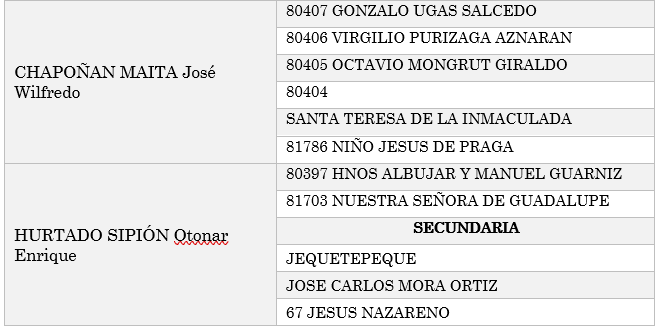 CHAPOÑAN MAITA José
Wilfredo
80407 GONZALO UGAS SALCEDO
80406 VIRGILIO PURIZAGA AZNARAN
80405 OCTAVIO MONGRUT GIRALDO
80404
SANTA TERESA DE LA INMACULADA
81786 NIÑO JESUS DE PRAGA
HURTADO SIPIÓN Otonar
Enrique
80397 HNOS ALBUJAR Y MANUEL GUARNIZ
81703 NUESTRA SEÑORA DE GUADALUPE
SECUNDARIA
JEQUETEPEQUE
JOSE CARLOS MORA ORTIZ
67 JESUS NAZARENO